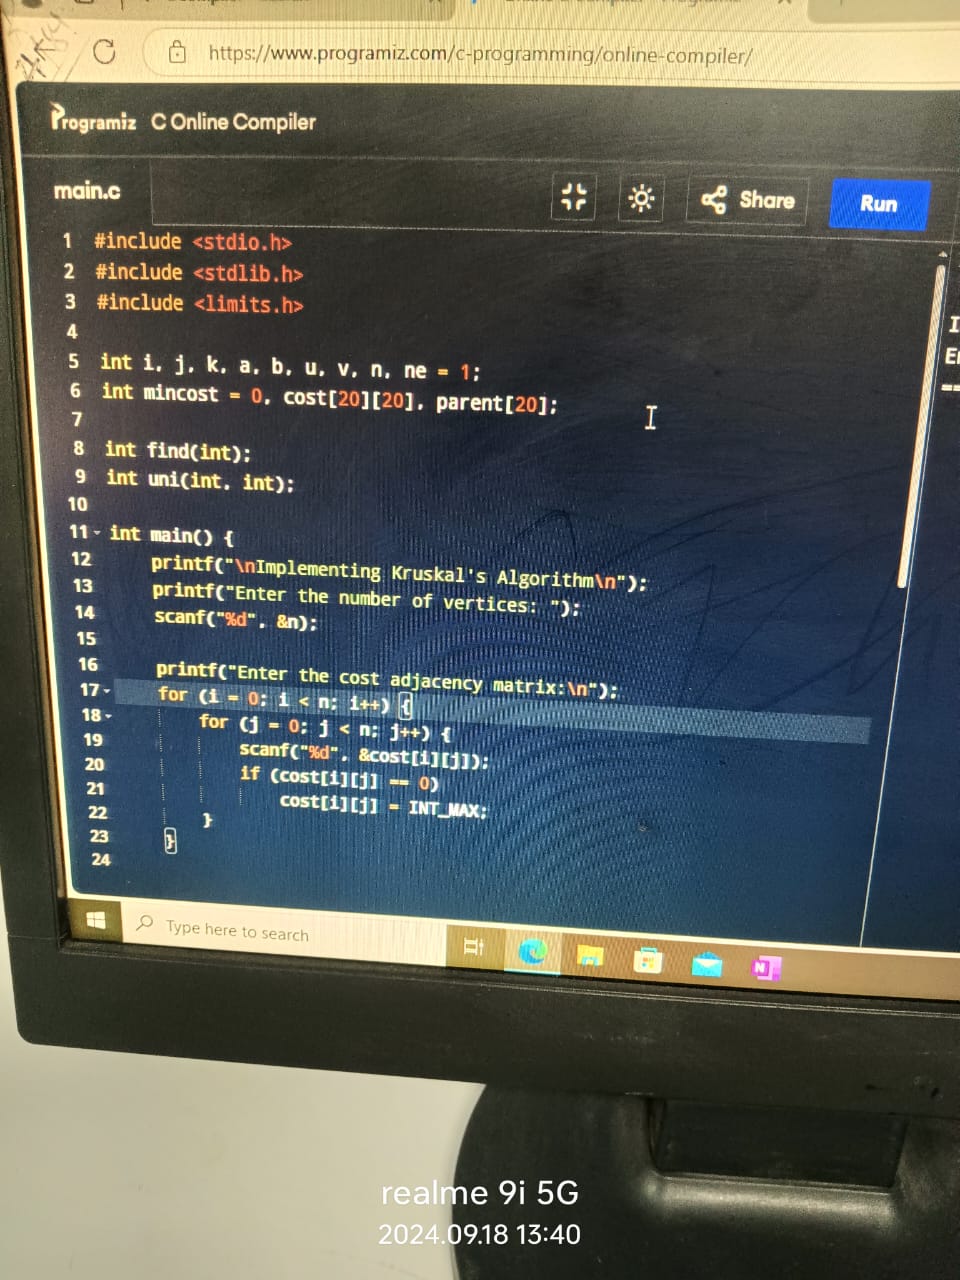 https://www.programiz.com/c-programming/online-compiler/
Programiz C Online Compiler
main.c
Share
Run
1 #include <stdio.h>
2 #include <stdlib.h>
3 #include <limits.h>
4
5 int i, j, k, a, b, u, v, n, ne = 1;
6 int mincost = 0, cost[20][20], parent[20];
7
8 int find(int);
9 int uni(int, int);
10
11 int main() {
12 printf("\nImplementing Kruskal's Algorithm\n");
13 printf("Enter the number of vertices: ");
14 scanf("%d", &n);
15
16 printf("Enter the cost adjacency matrix:\n");
17 for (i = 0; i < n; i++) {
18 for (j = 0; j < n; j++) {
19 scanf("%d", &cost[i][j]);
20 if (cost[i][j] == 0)
21 cost[i][j] = INT_MAX;
22 }
23 }
24
Type here to search
realme 9i 5G
2024.09.18 13:40